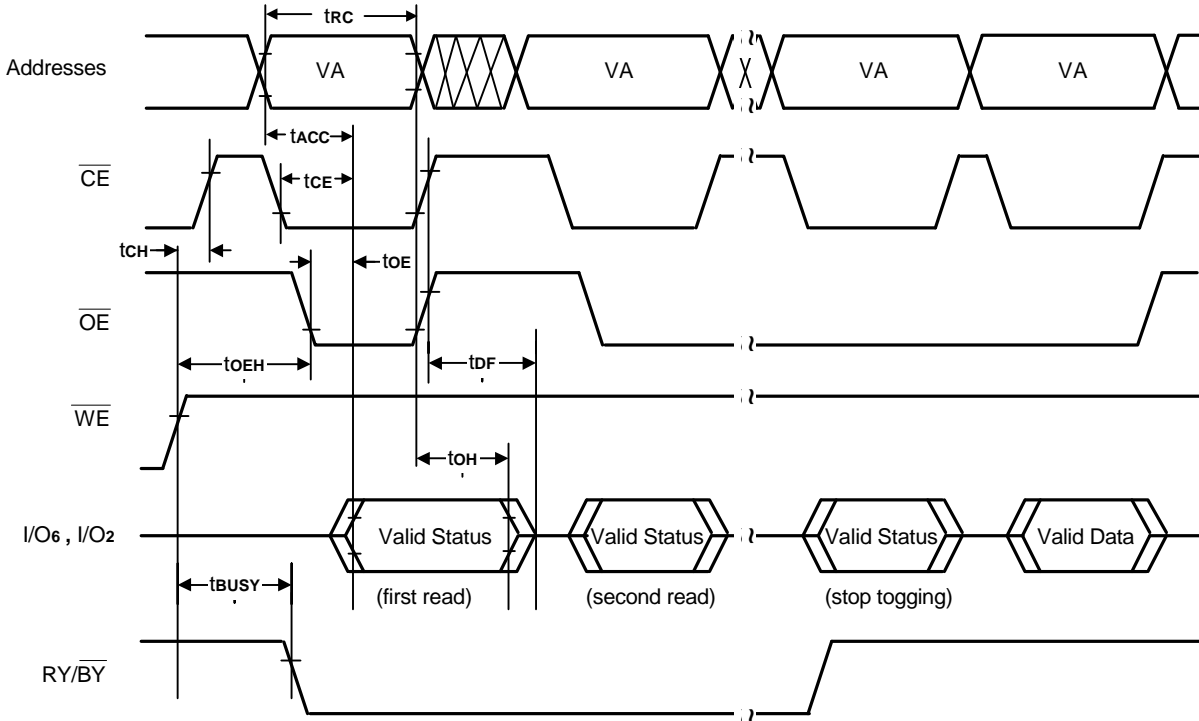 tRC
Addresses VA VA VA VA
tACC
CE tCE
tCH tOE
OE
tOEH tDF
WE
tOH
I/O6 , I/O2 Valid Status Valid Status Valid Status Valid Data
tBUSY (first read) (second read) (stop togging)
RY/BY